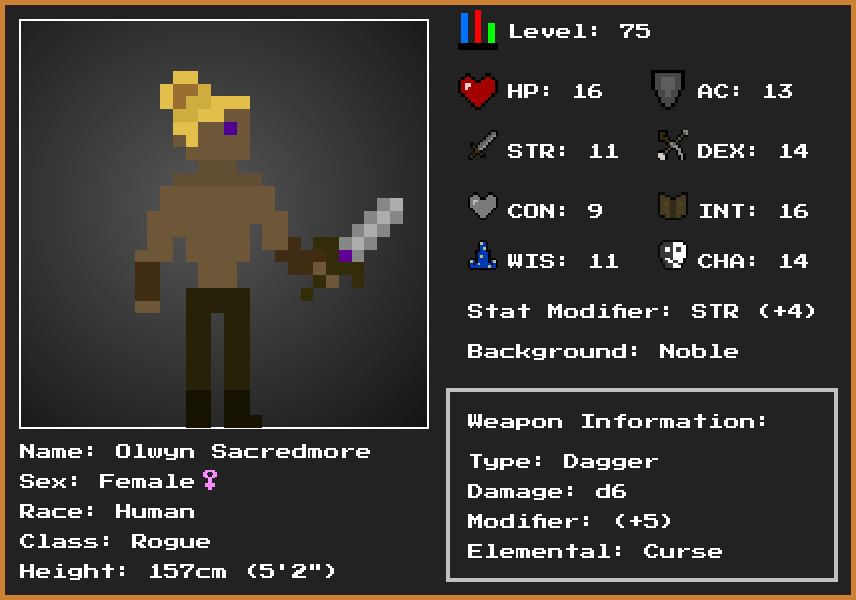 Level: 75
HP: 16
AC: 13
STR: 11
DEX: 14
CON: 9
INT: 16
WIS: 11
CHA: 14
Stat Modifier: STR (+4)
Background: Noble
Weapon Information:
Type: Dagger
Damage: d6
Modifier: (+5)
Elemental: Curse
Name: Olwyn Sacredmore
Sex: Female♀
Race: Human
Class: Rogue
Height: 157cm (5'2")